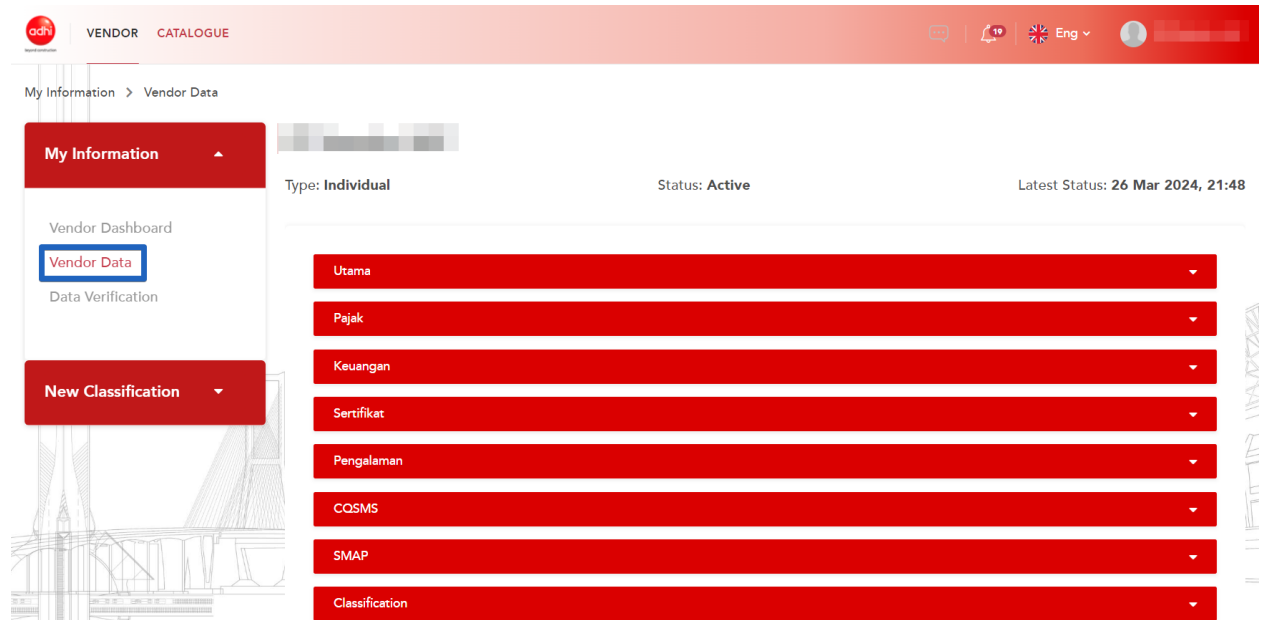 adhi
beyond construction
VENDOR CATALOGUE
19
Eng
My Information > Vendor Data
My Information
Type: Individual
Status: Active
Latest Status: 26 Mar 2024, 21:48
Vendor Dashboard
Vendor Data
Data Verification
New Classification
Utama
Pajak
Keuangan
Sertifikat
Pengalaman
CQSMS
SMAP
Classification